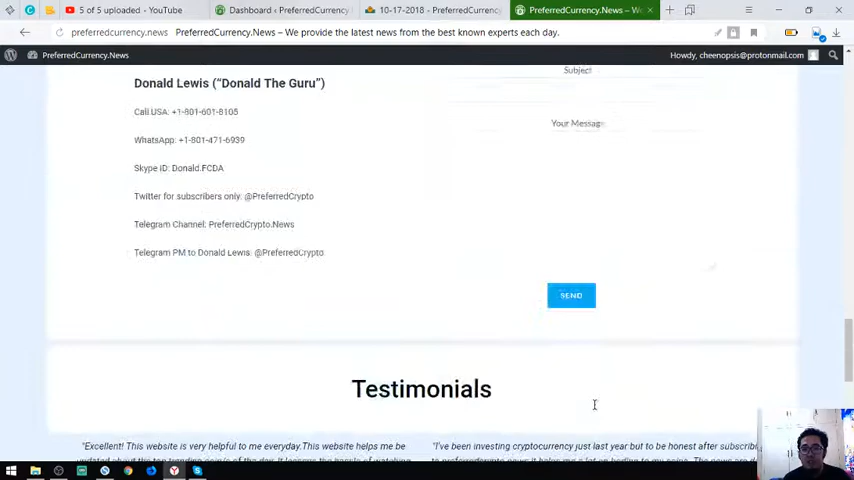 5 of 5 uploaded - YouTube
Dashboard ‹ PreferredCurrency.
10-17-2018 - PreferredCurrency
PreferredCurrency.News – We
preferredcurrency.news
PreferredCurrency.News – We provide the latest news from the best known experts each day.
PreferredCurrency.News
Howdy, cheenopsis@protonmail.com
Donald Lewis (“Donald The Guru”)
Call USA: +1-801-601-8105
WhatsApp: +1-801-471-6939
Skype ID: Donald.FCDA
Twitter for subscribers only: @PreferredCrypto
Telegram Channel: PreferredCrypto.News
Telegram PM to Donald Lewis: @PreferredCrypto
Subject
Your Message
SEND
Testimonials
"Excellent! This website is very helpful to me everyday.This website helps me be
"I've been investing cryptocurrency just last year but to be honest after subscribi